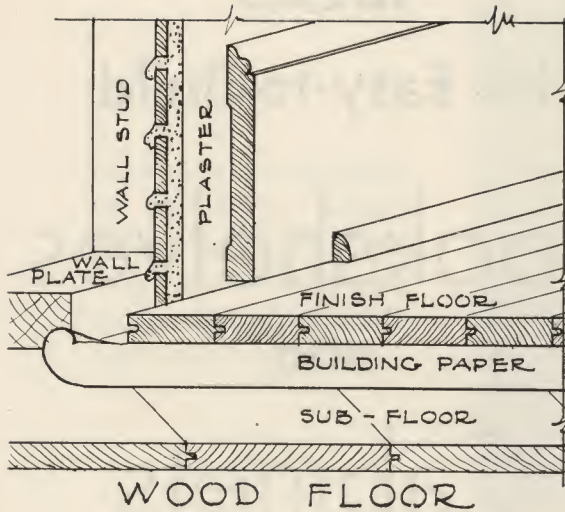 WALL STUD
PLASTER
WALL
PLATE
FINISH FLOOR
BUILDING PAPER
SUB-FLOOR
WOOD FLOOR